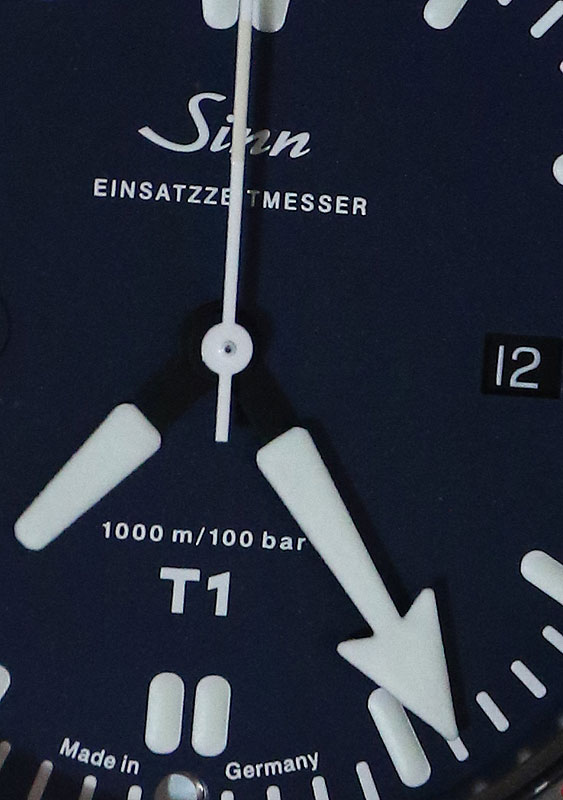 Sinn
EINSATZZEITMESSER
12
1000 m/100 bar
T1
Made in Germany